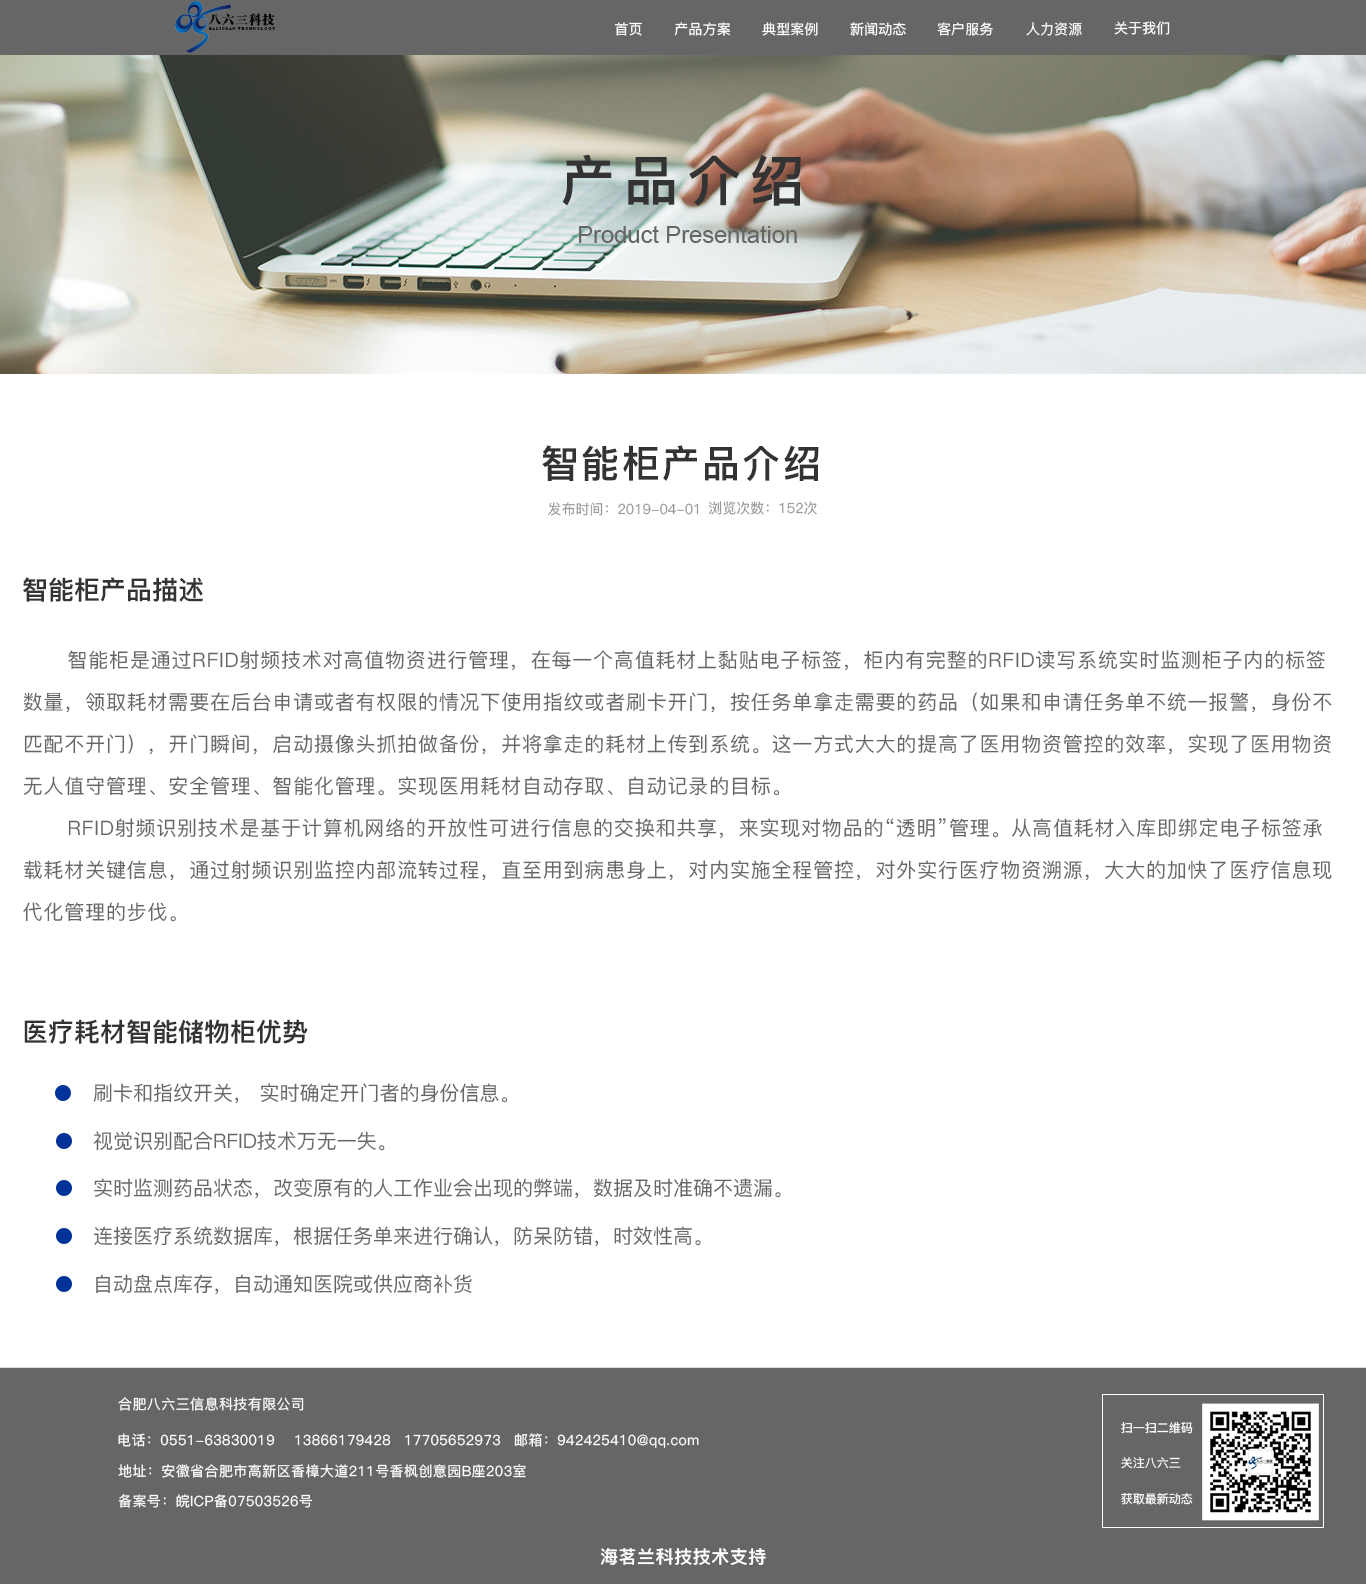 八六三科技
BALIUSAN TECHNOLOGY
首页 产品方案 典型案例 新闻动态 客户服务 人力资源 关于我们
产品介绍
Product Presentation
智能柜产品介绍
发布时间：2019-04-01 浏览次数：152次
智能柜产品描述
智能柜是通过RFID射频技术对高值物资进行管理，在每一个高值耗材上黏贴电子标签，柜内有完整的RFID读写系统实时监测柜子内的标签
数量，领取耗材需要在后台申请或者有权限的情况下使用指纹或者刷卡开门，按任务单拿走需要的药品（如果和申请任务单不统一报警，身份不
匹配不开门），开门瞬间，启动摄像头抓拍做备份，并将拿走的耗材上传到系统。这一方式大大的提高了医用物资管控的效率，实现了医用物资
无人值守管理、安全管理、智能化管理。实现医用耗材自动存取、自动记录的目标。
RFID射频识别技术是基于计算机网络的开放性可进行信息的交换和共享，来实现对物品的“透明”管理。从高值耗材入库即绑定电子标签承
载耗材关键信息，通过射频识别监控内部流转过程，直至用到病患身上，对内实施全程管控，对外实行医疗物资溯源，大大的加快了医疗信息现
代化管理的步伐。
医疗耗材智能储物柜优势
刷卡和指纹开关， 实时确定开门者的身份信息。
视觉识别配合RFID技术万无一失。
实时监测药品状态，改变原有的人工作业会出现的弊端，数据及时准确不遗漏。
连接医疗系统数据库，根据任务单来进行确认，防呆防错，时效性高。
自动盘点库存，自动通知医院或供应商补货
合肥八六三信息科技有限公司
电话：0551-63830019 13866179428 17705652973 邮箱：942425410@qq.com
地址：安徽省合肥市高新区香樟大道211号香枫创意园B座203室
备案号：皖ICP备07503526号
扫一扫二维码
关注八六三
获取最新动态
海茗兰科技技术支持